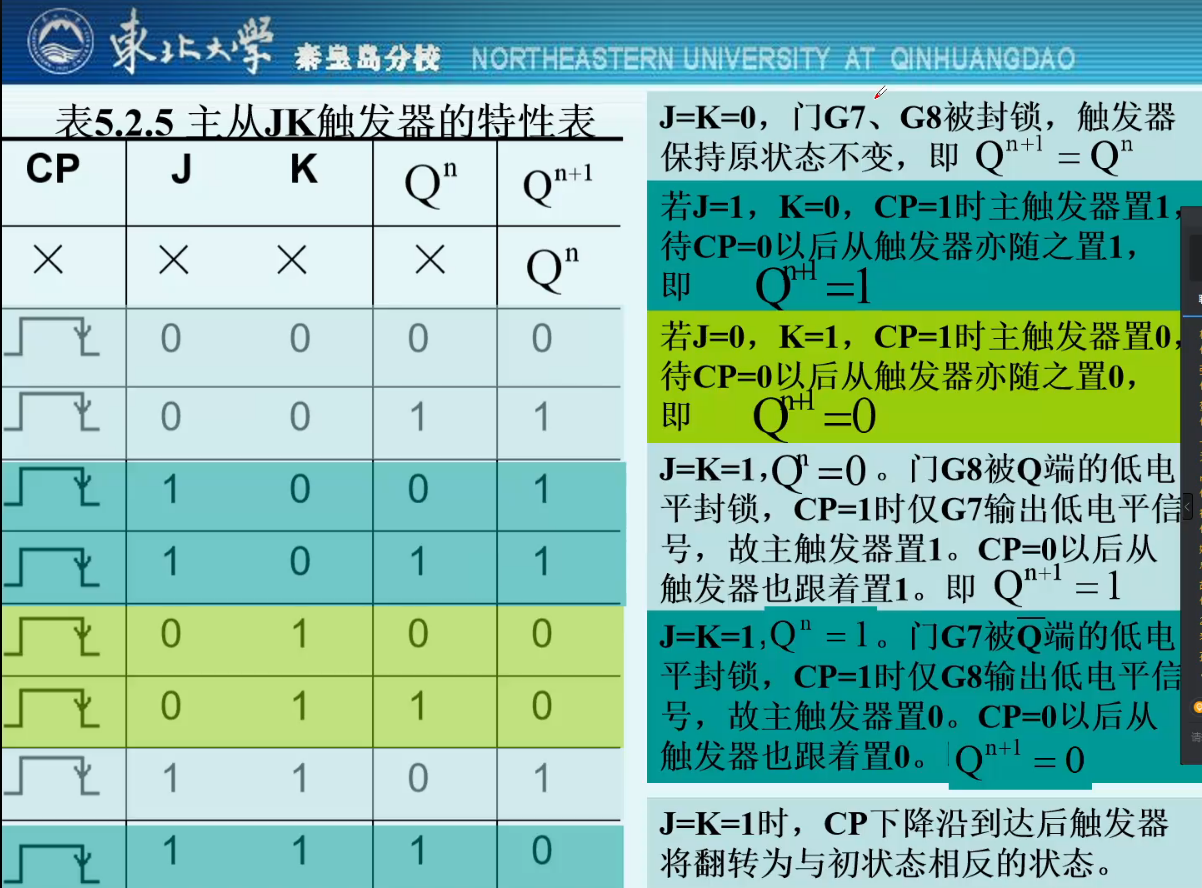 東北大学 秦皇岛分校 NORTHEASTERN UNIVERSITY AT QINHUANGDAO
表5.2.5 主从JK触发器的特性表
CP J K Qⁿ Qⁿ⁺¹
× × × × Qⁿ
0 0 0 0
0 0 1 1
1 0 0 1
1 0 1 1
0 1 0 0
0 1 1 0
1 1 0 1
1 1 1 0
J=K=0，门G7、G8被封锁，触发器
保持原状态不变，即 Qⁿ⁺¹ = Qⁿ
若J=1，K=0，CP=1时主触发器置1，
待CP=0以后从触发器亦随之置1，
即 Qⁿ⁺¹ =1
若J=0，K=1，CP=1时主触发器置0，
待CP=0以后从触发器亦随之置0，
即 Qⁿ⁺¹ =0
J=K=1,Qⁿ =0 。门G8被Q端的低电
平封锁，CP=1时仅G7输出低电平信
号，故主触发器置1。CP=0以后从
触发器也跟着置1。即 Qⁿ⁺¹ = 1
J=K=1,Qⁿ = 1 。门G7被Q̅端的低电
平封锁，CP=1时仅G8输出低电平信
号，故主触发器置0。CP=0以后从
触发器也跟着置0。 Qⁿ⁺¹ = 0
J=K=1时，CP下降沿到达后触发器
将翻转为与初状态相反的状态。